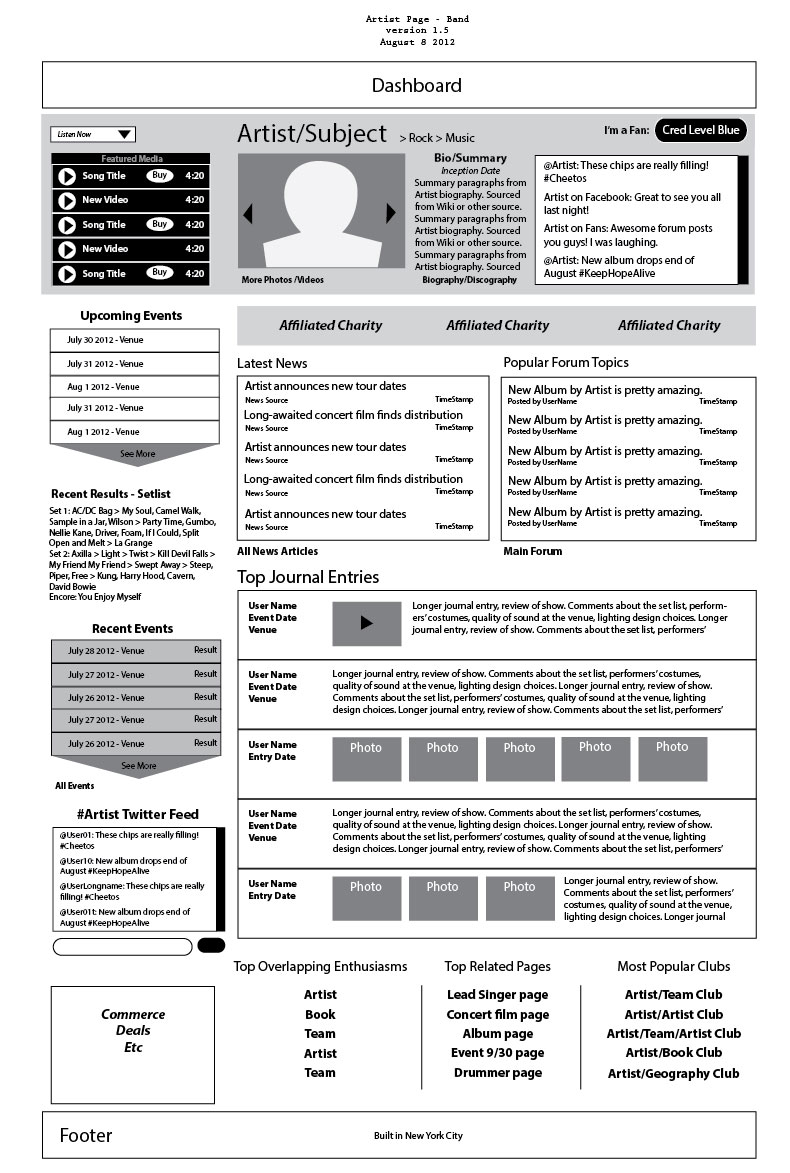 Artist Page - Band
version 1.5
August 8 2012
Dashboard
Listen Now
Featured Media
Song Title Buy 4:20
New Video 4:20
Song Title Buy 4:20
New Video 4:20
Song Title Buy 4:20
Artist/Subject > Rock > Music
More Photos /Videos
Bio/Summary
Inception Date
Summary paragraphs from
Artist biography. Sourced
from Wiki or other source.
Summary paragraphs from
Artist biography. Sourced
from Wiki or other source.
Summary paragraphs from
Artist biography. Sourced
Biography/Discography
I'm a Fan: Cred Level Blue
@Artist: These chips are really filling!
#Cheetos
Artist on Facebook: Great to see you all
last night!
Artist on Fans: Awesome forum posts
you guys! I was laughing.
@Artist: New album drops end of
August #KeepHopeAlive
Upcoming Events
July 30 2012 - Venue
July 31 2012 - Venue
Aug 1 2012 - Venue
July 31 2012 - Venue
Aug 1 2012 - Venue
See More
Recent Results - Setlist
Set 1: AC/DC Bag > My Soul, Camel Walk,
Sample in a Jar, Wilson > Party Time, Gumbo,
Nellie Kane, Driver, Foam, If I Could, Split
Open and Melt > La Grange
Set 2: Axilla > Light > Twist > Kill Devil Falls >
My Friend My Friend > Swept Away > Steep,
Piper, Free > Kung, Harry Hood, Cavern,
David Bowie
Encore: You Enjoy Myself
Recent Events
July 28 2012 - Venue Result
July 27 2012 - Venue Result
July 26 2012 - Venue Result
July 27 2012 - Venue Result
July 26 2012 - Venue Result
See More
All Events
#Artist Twitter Feed
@User01: These chips are really filling!
#Cheetos
@User10: New album drops end of
August #KeepHopeAlive
@UserLongname: These chips are really
filling! #Cheetos
@User01t: New album drops end of
August #KeepHopeAlive
Commerce
Deals
Etc
Affiliated Charity Affiliated Charity Affiliated Charity
Latest News
Artist announces new tour dates
News Source TimeStamp
Long-awaited concert film finds distribution
News Source TimeStamp
Artist announces new tour dates
News Source TimeStamp
Long-awaited concert film finds distribution
News Source TimeStamp
Artist announces new tour dates
News Source TimeStamp
All News Articles
Popular Forum Topics
New Album by Artist is pretty amazing.
Posted by UserName TimeStamp
New Album by Artist is pretty amazing.
Posted by UserName TimeStamp
New Album by Artist is pretty amazing.
Posted by UserName TimeStamp
New Album by Artist is pretty amazing.
Posted by UserName TimeStamp
New Album by Artist is pretty amazing.
Posted by UserName TimeStamp
Main Forum
Top Journal Entries
User Name
Event Date
Venue
Longer journal entry, review of show. Comments about the set list, perform-
ers' costumes, quality of sound at the venue, lighting design choices. Longer
journal entry, review of show. Comments about the set list, performers'
User Name
Event Date
Venue
Longer journal entry, review of show. Comments about the set list, performers' costumes,
quality of sound at the venue, lighting design choices. Longer journal entry, review of show.
Comments about the set list, performers' costumes, quality of sound at the venue, lighting
design choices. Longer journal entry, review of show. Comments about the set list, performers'
User Name
Entry Date
Photo Photo Photo Photo Photo
User Name
Event Date
Venue
Longer journal entry, review of show. Comments about the set list, performers' costumes,
quality of sound at the venue, lighting design choices. Longer journal entry, review of show.
Comments about the set list, performers' costumes, quality of sound at the venue, lighting
design choices. Longer journal entry, review of show. Comments about the set list, performers'
User Name
Entry Date
Photo Photo Photo
Longer journal entry, review of show.
Comments about the set list, performers'
costumes, quality of sound at the venue,
lighting design choices. Longer journal
Top Overlapping Enthusiasms
Artist
Book
Team
Artist
Team
Top Related Pages
Lead Singer page
Concert film page
Album page
Event 9/30 page
Drummer page
Most Popular Clubs
Artist/Team Club
Artist/Artist Club
Artist/Team/Artist Club
Artist/Book Club
Artist/Geography Club
Footer
Built in New York City